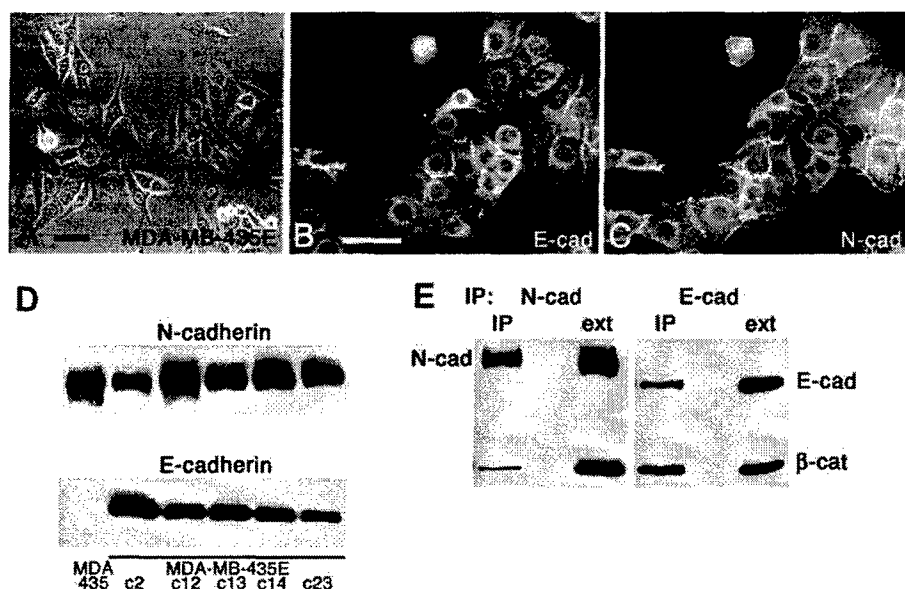 A MDA-MB-435E
B E-cad
C N-cad
D
N-cadherin
E-cadherin
MDA 435
MDA-MB-435E
c2 c12 c13 c14 c23
E IP: N-cad E-cad
IP ext IP ext
N-cad
E-cad
β-cat